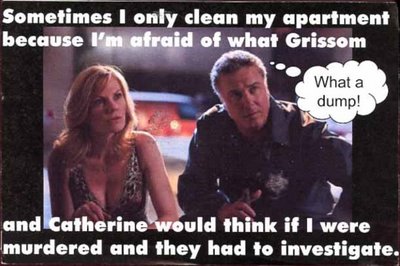 Sometimes I only clean my apartment
because I'm afraid of what Grissom
What a
dump!
and Catherine would think if I were
murdered and they had to investigate.